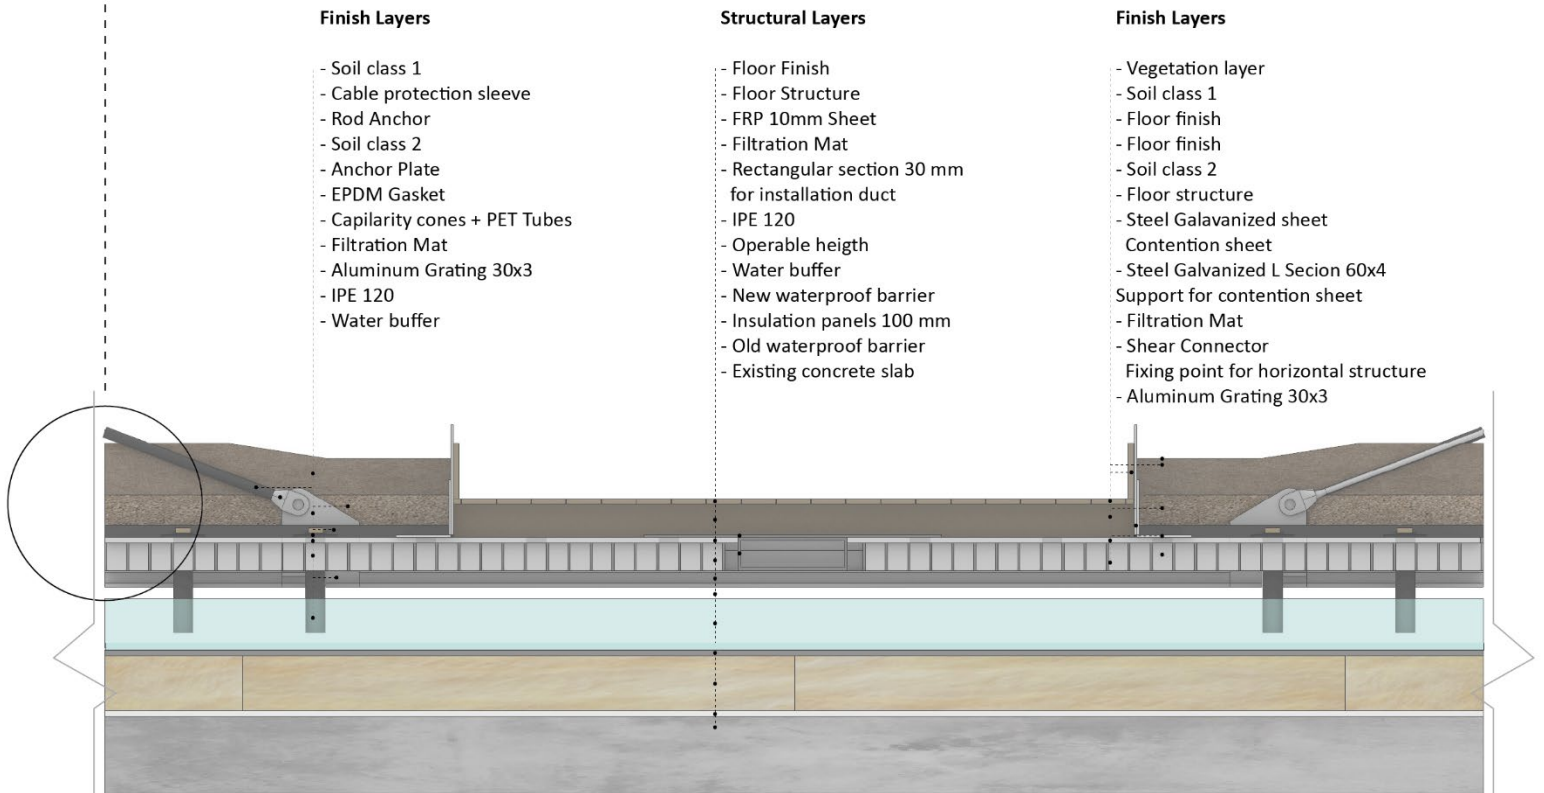 Finish Layers
- Soil class 1
- Cable protection sleeve
- Rod Anchor
- Soil class 2
- Anchor Plate
- EPDM Gasket
- Capilarity cones + PET Tubes
- Filtration Mat
- Aluminum Grating 30x3
- IPE 120
- Water buffer
Structural Layers
- Floor Finish
- Floor Structure
- FRP 10mm Sheet
- Filtration Mat
- Rectangular section 30 mm
for installation duct
- IPE 120
- Operable heigth
- Water buffer
- New waterproof barrier
- Insulation panels 100 mm
- Old waterproof barrier
- Existing concrete slab
Finish Layers
- Vegetation layer
- Soil class 1
- Floor finish
- Floor finish
- Soil class 2
- Floor structure
- Steel Galavanized sheet
Contention sheet
- Steel Galvanized L Secion 60x4
Support for contention sheet
- Filtration Mat
- Shear Connector
Fixing point for horizontal structure
- Aluminum Grating 30x3